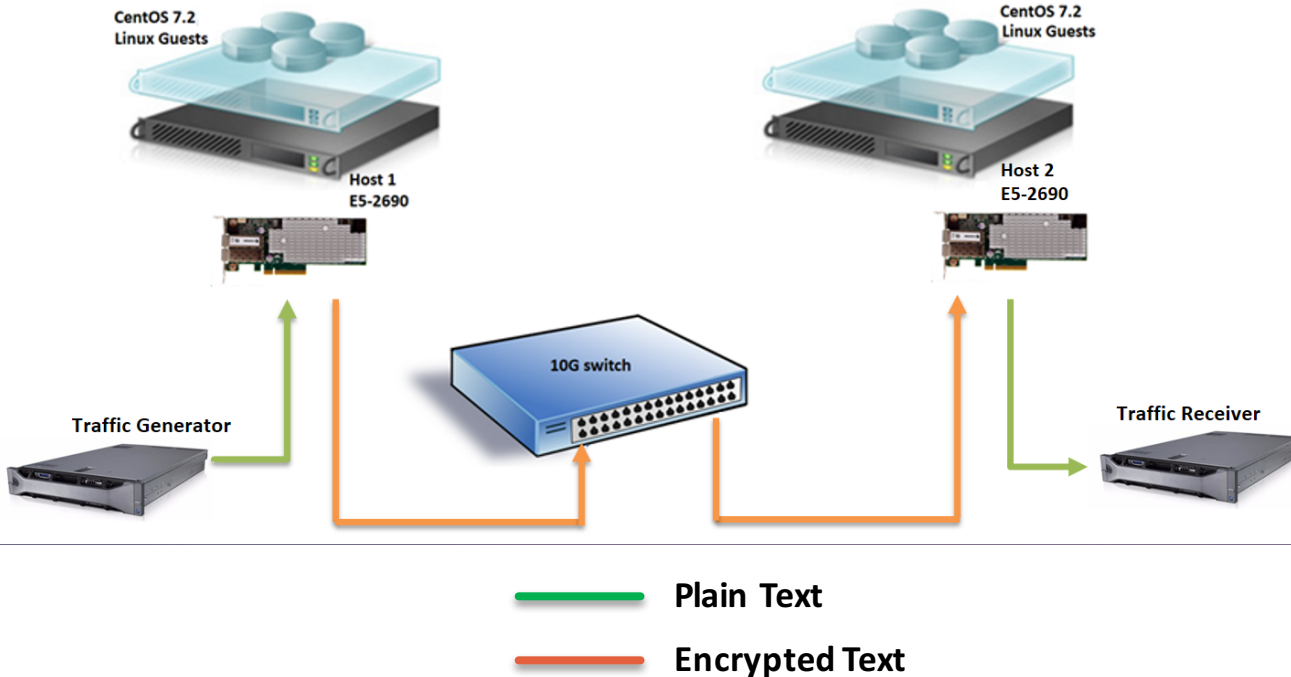 CentOS 7.2
Linux Guests
CentOS 7.2
Linux Guests
Host 1
E5-2690
Host 2
E5-2690
10G switch
Traffic Generator
Traffic Receiver
Plain Text
Encrypted Text